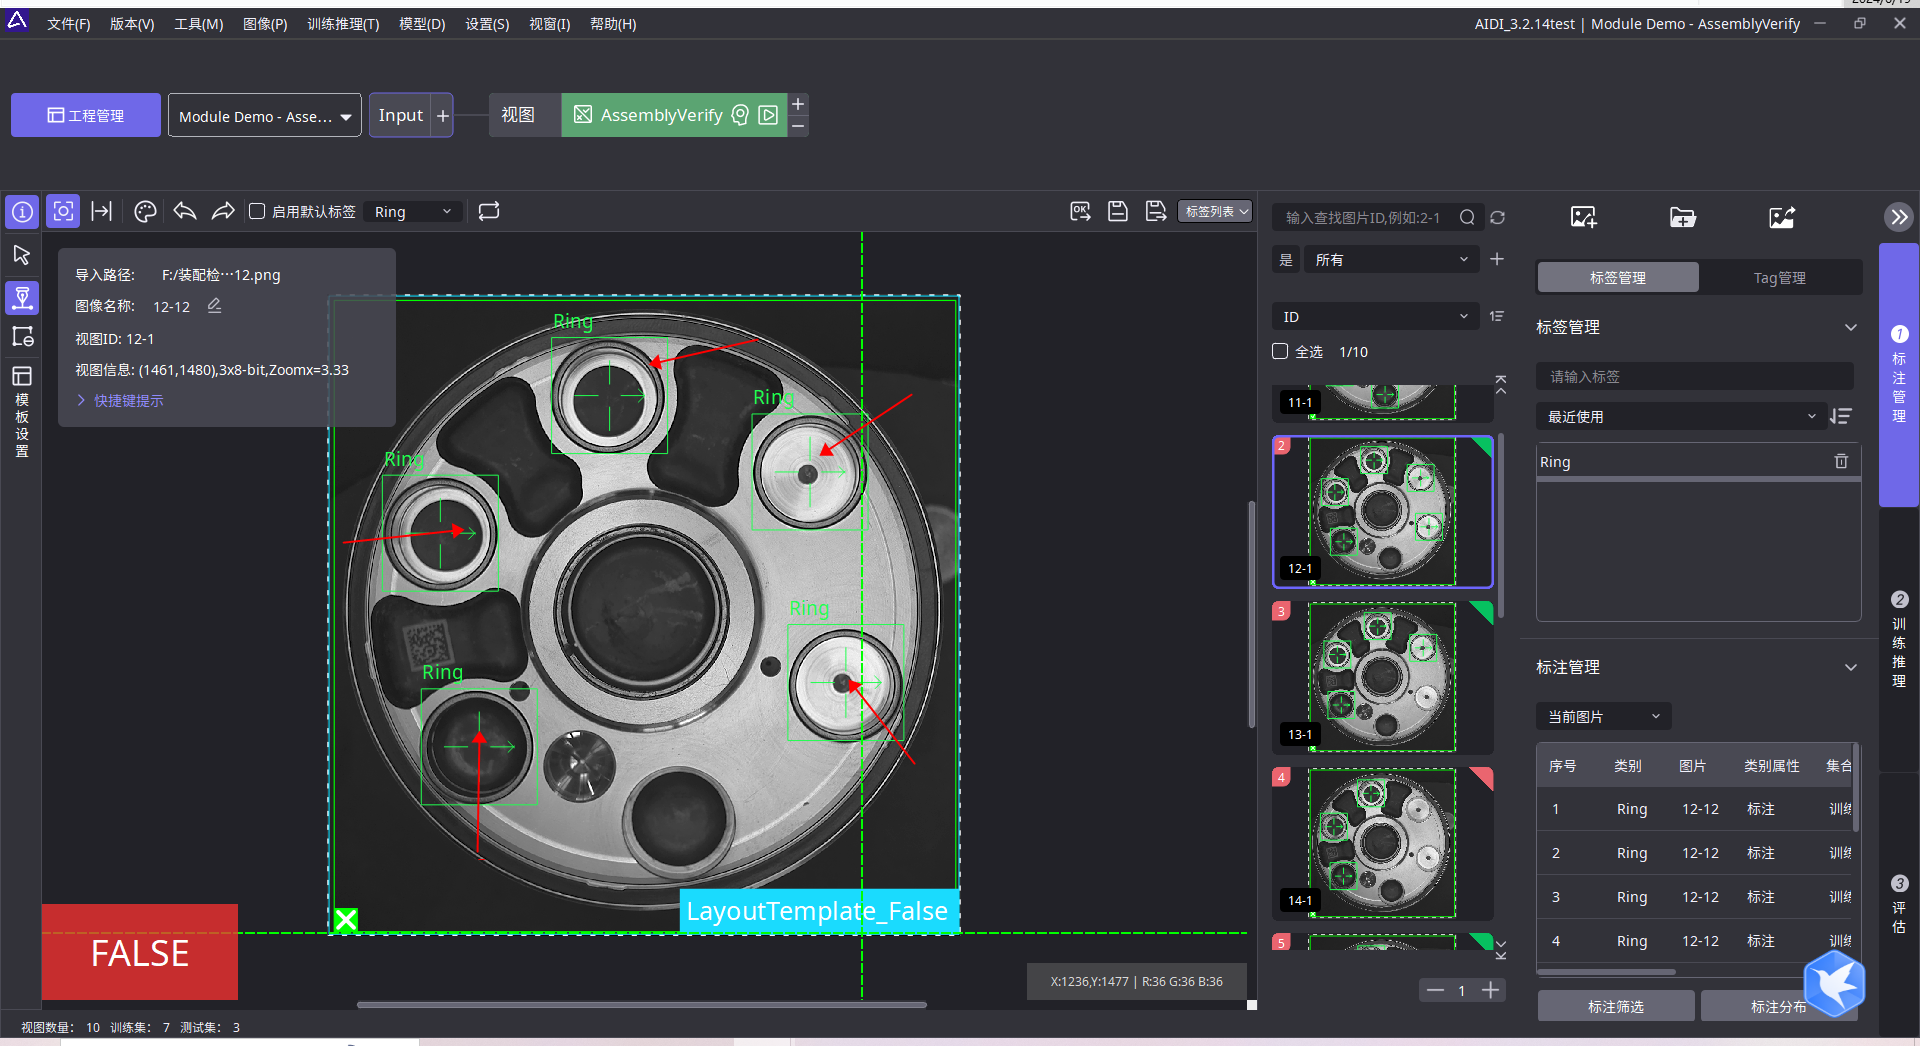 文件(F) 版本(V) 工具(M) 图像(P) 训练推理(T) 模型(D) 设置(S) 视窗(I) 帮助(H)
AIDI_3.2.14test | Module Demo - AssemblyVerify
工程管理
Module Demo - Asse...
Input +
视图
AssemblyVerify
启用默认标签
Ring
OK
标签列表
导入路径: F:/装配检···12.png
图像名称: 12-12
视图ID: 12-1
视图信息: (1461,1480),3x8-bit,Zoomx=3.33
快捷键提示
模板设置
Ring
Ring
Ring
Ring
Ring
LayoutTemplate_False
FALSE
X:1236,Y:1477 | R:36 G:36 B:36
视图数量: 10 训练集: 7 测试集: 3
输入查找图片ID,例如:2-1
是
所有
ID
全选 1/10
11-1
2
12-1
3
13-1
4
14-1
5
1
标签管理
Tag管理
标签管理
请输入标签
最近使用
Ring
标注管理
当前图片
序号 类别 图片 类别属性 集合
1 Ring 12-12 标注 训练
2 Ring 12-12 标注 训练
3 Ring 12-12 标注 训练
4 Ring 12-12 标注 训练
标注筛选
标注分布
1
标注管理
2
训练推理
3
评估